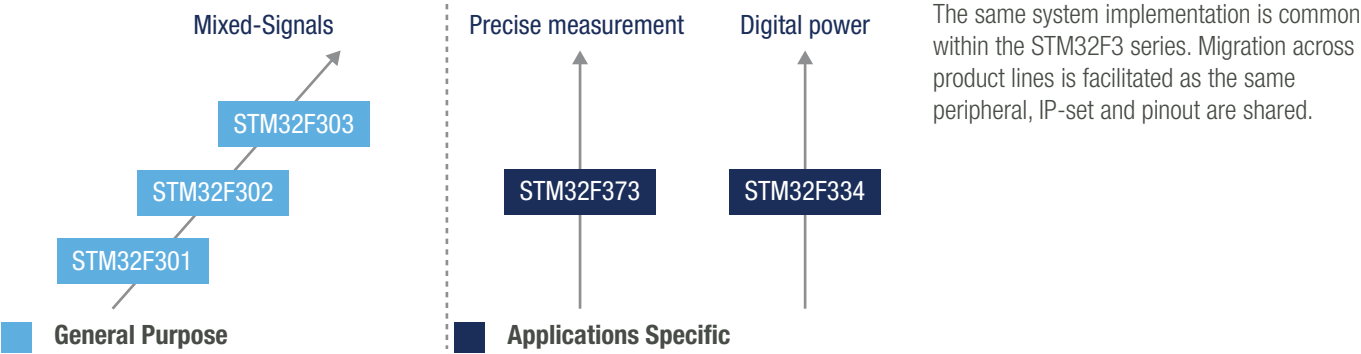 Mixed-Signals
STM32F303
STM32F302
STM32F301
General Purpose
Precise measurement
Digital power
STM32F373
STM32F334
Applications Specific
The same system implementation is common
within the STM32F3 series. Migration across
product lines is facilitated as the same
peripheral, IP-set and pinout are shared.